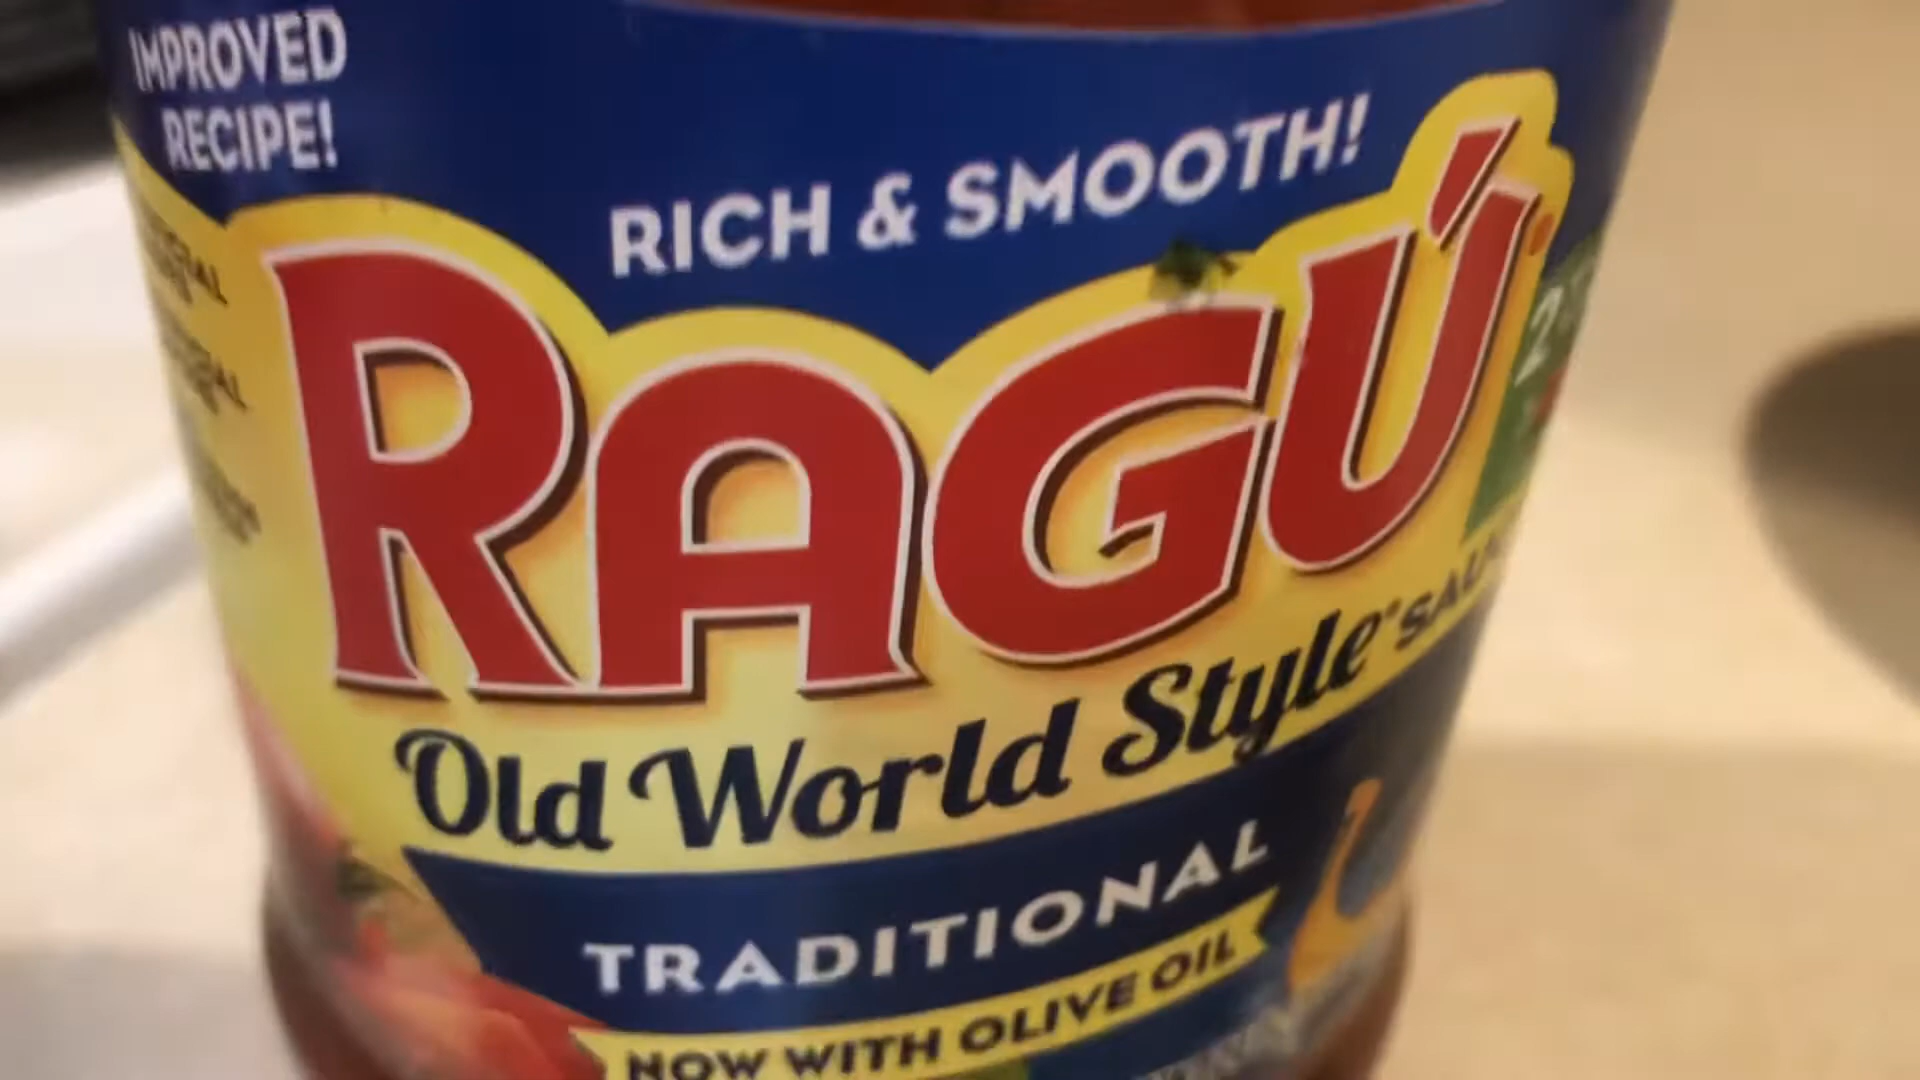 IMPROVED
RECIPE!
RICH & SMOOTH!
RAGÚ
Old World Style®
TRADITIONAL
NOW WITH OLIVE OIL